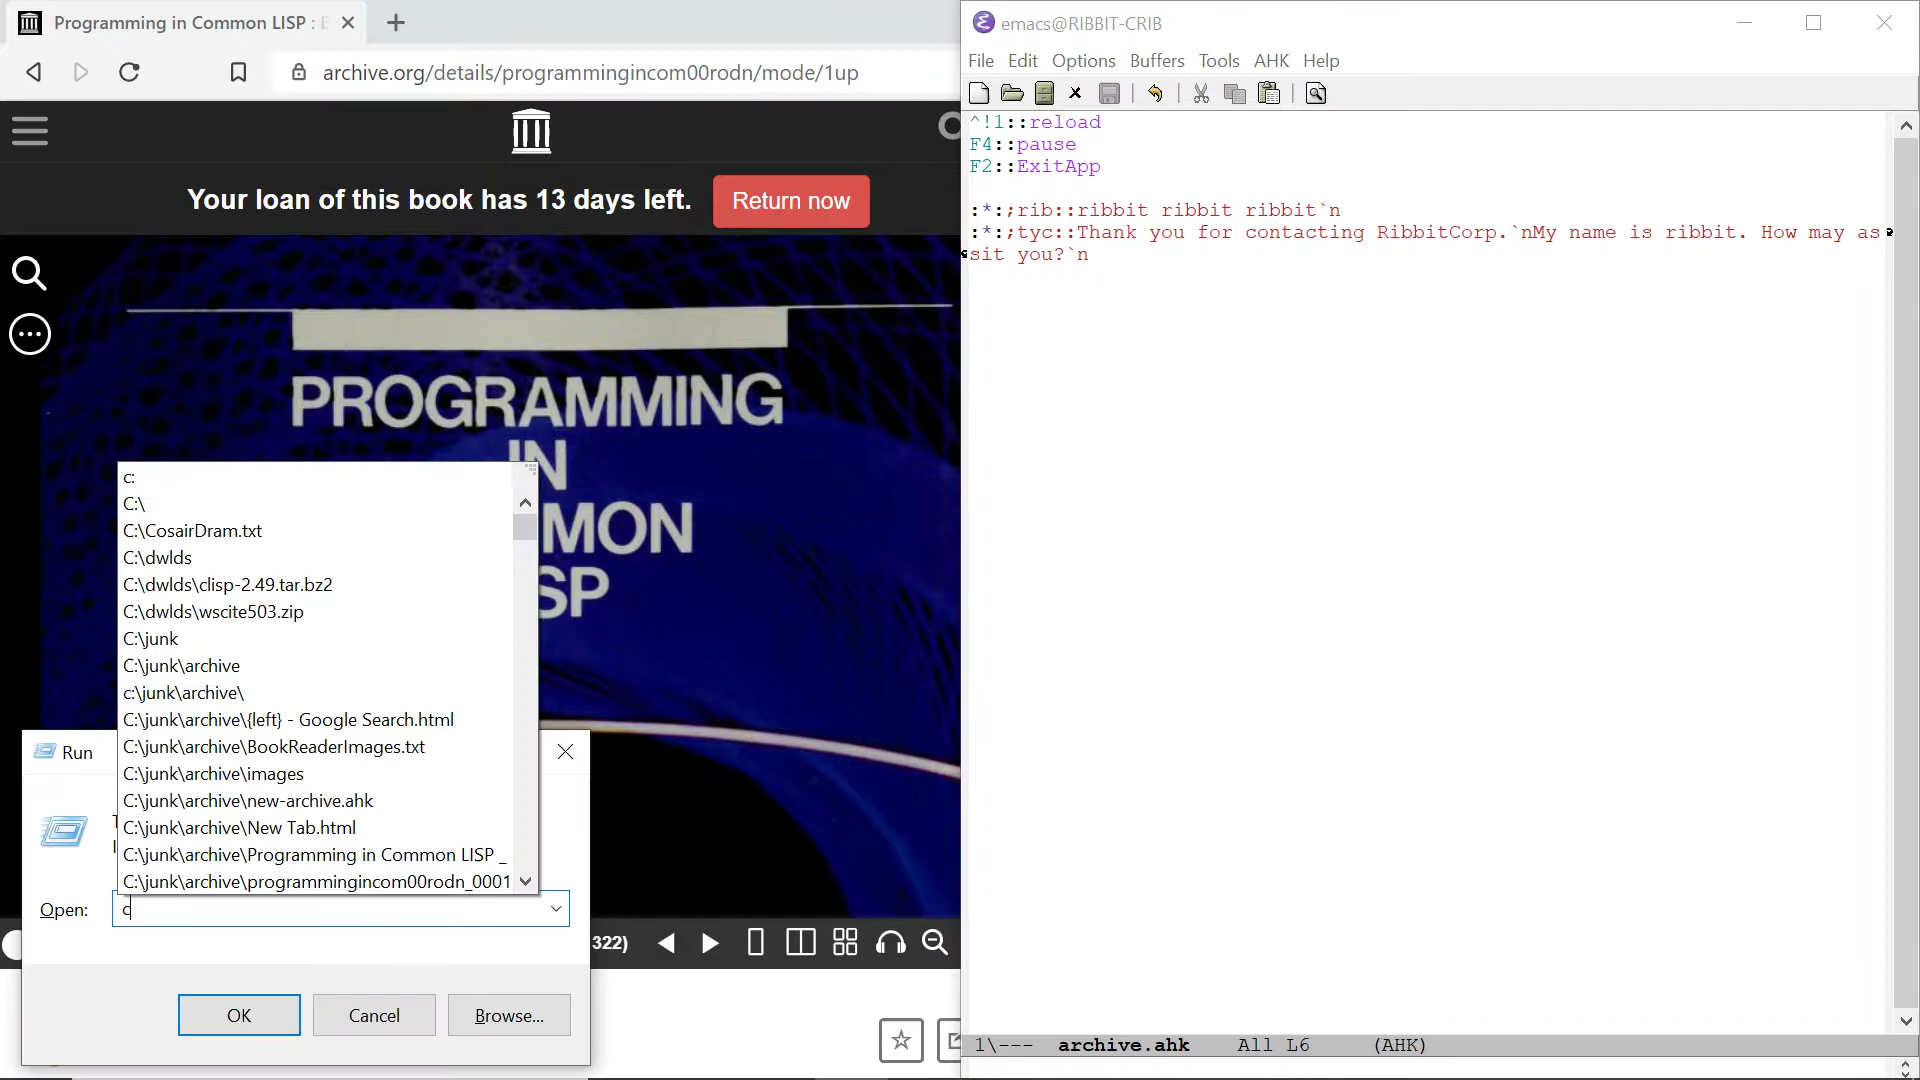 Programming in Common LISP : E
archive.org/details/programmingincom00rodn/mode/1up
Your loan of this book has 13 days left.
Return now
PROGRAMMING
IN
MON
SP
c:
C:\
C:\CosairDram.txt
C:\dwlds
C:\dwlds\clisp-2.49.tar.bz2
C:\dwlds\wscite503.zip
C:\junk
C:\junk\archive
c:\junk\archive\
C:\junk\archive\{left} - Google Search.html
C:\junk\archive\BookReaderImages.txt
C:\junk\archive\images
C:\junk\archive\new-archive.ahk
C:\junk\archive\New Tab.html
C:\junk\archive\Programming in Common LISP _
C:\junk\archive\programmingincom00rodn_0001
Run
Open:
c
322)
OK
Cancel
Browse...
emacs@RIBBIT-CRIB
File Edit Options Buffers Tools AHK Help
^!1::reload
F4::pause
F2::ExitApp
:*:;rib::ribbit ribbit ribbit`n
:*:;tyc::Thank you for contacting RibbitCorp.`nMy name is ribbit. How may as
sit you?`n
1\--- archive.ahk All L6 (AHK)